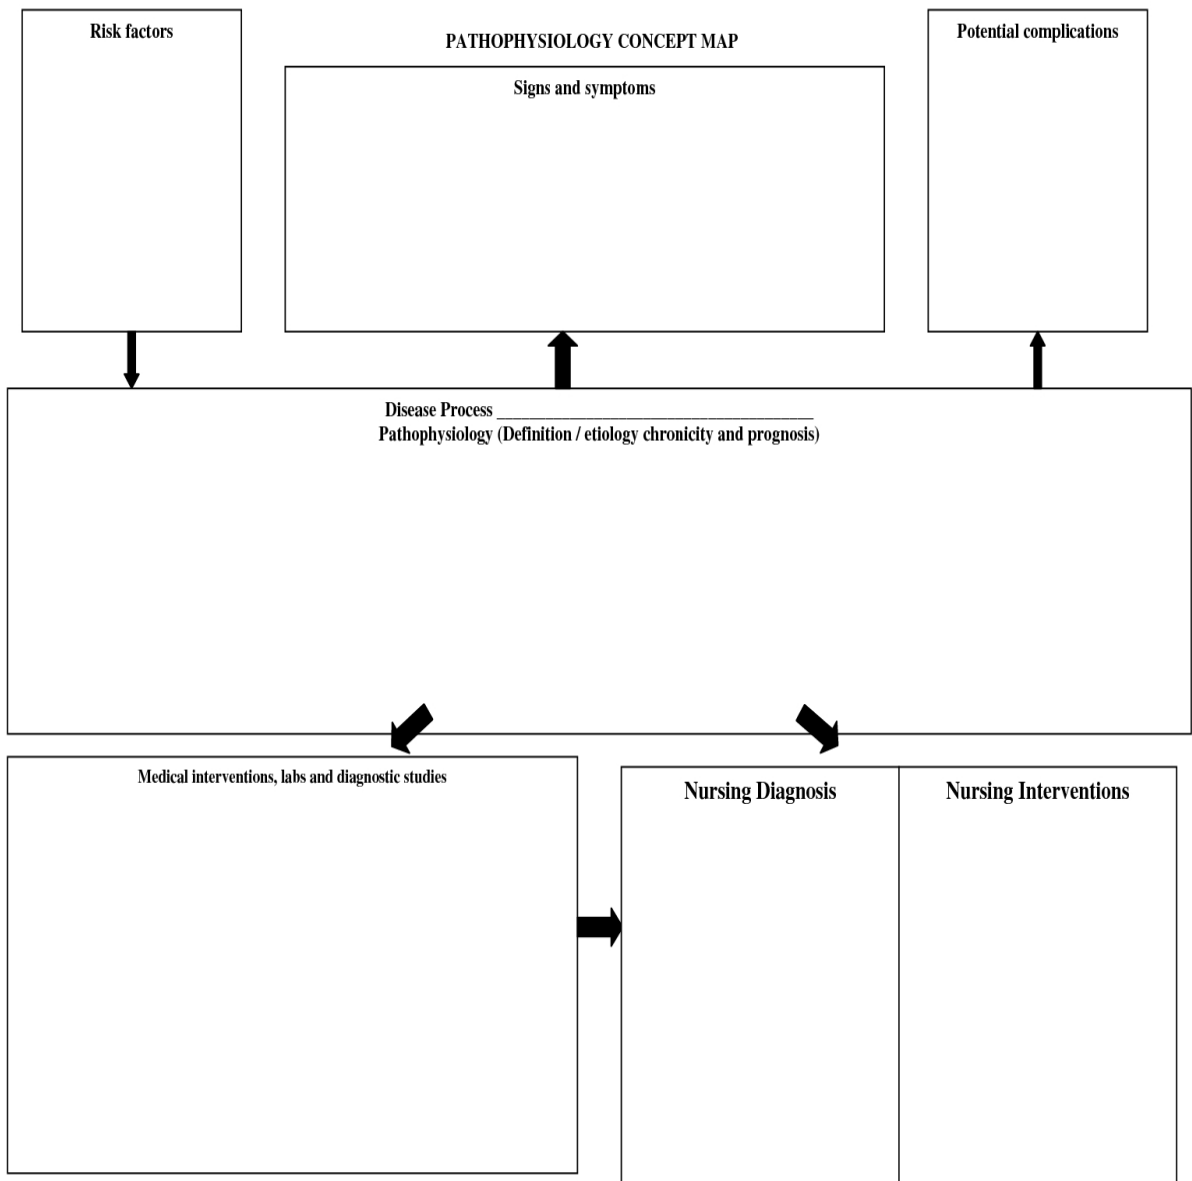 Risk factors
PATHOPHYSIOLOGY CONCEPT MAP
Potential complications
Signs and symptoms
Disease Process ___________________________________
Pathophysiology (Definition / etiology chronicity and prognosis)
Medical interventions, labs and diagnostic studies
Nursing Diagnosis
Nursing Interventions